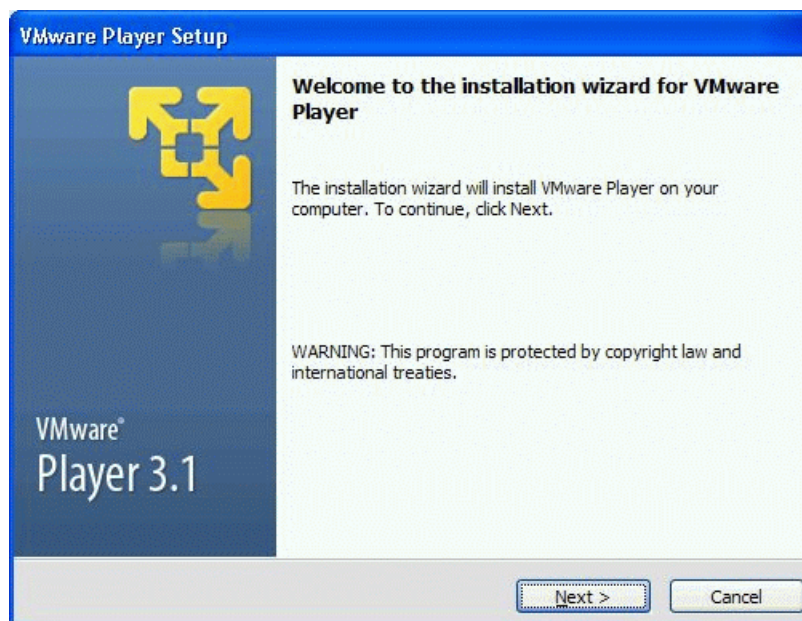 VMware Player Setup
Welcome to the installation wizard for VMware
Player
The installation wizard will install VMware Player on your
computer. To continue, click Next.
WARNING: This program is protected by copyright law and
international treaties.
VMware®
Player 3.1
Next >
Cancel